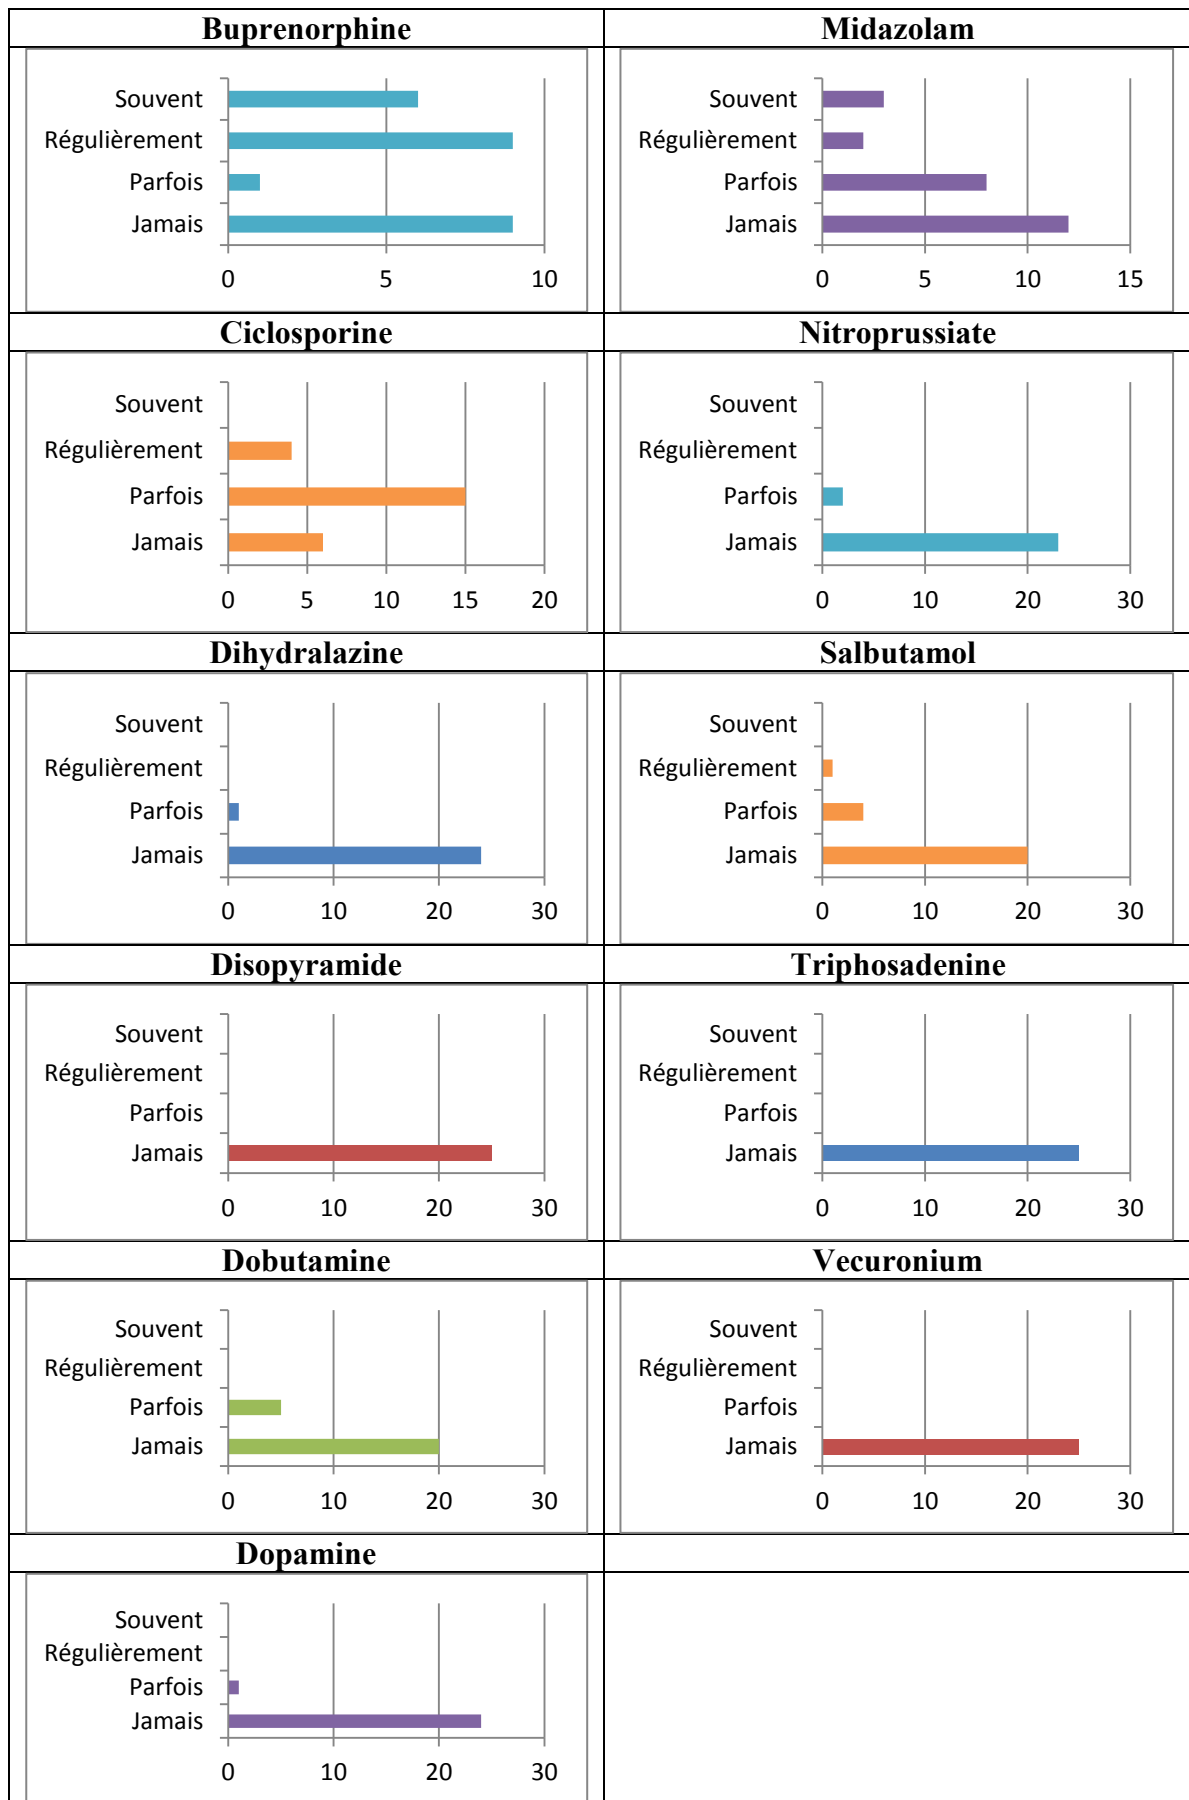 Buprenorphine
Souvent
Régulièrement
Parfois
Jamais
0 5 10
Midazolam
Souvent
Régulièrement
Parfois
Jamais
0 5 10 15
Ciclosporine
Souvent
Régulièrement
Parfois
Jamais
0 5 10 15 20
Nitroprussiate
Souvent
Régulièrement
Parfois
Jamais
0 10 20 30
Dihydralazine
Souvent
Régulièrement
Parfois
Jamais
0 10 20 30
Salbutamol
Souvent
Régulièrement
Parfois
Jamais
0 10 20 30
Disopyramide
Souvent
Régulièrement
Parfois
Jamais
0 10 20 30
Triphosadenine
Souvent
Régulièrement
Parfois
Jamais
0 10 20 30
Dobutamine
Souvent
Régulièrement
Parfois
Jamais
0 10 20 30
Vecuronium
Souvent
Régulièrement
Parfois
Jamais
0 10 20 30
Dopamine
Souvent
Régulièrement
Parfois
Jamais
0 10 20 30